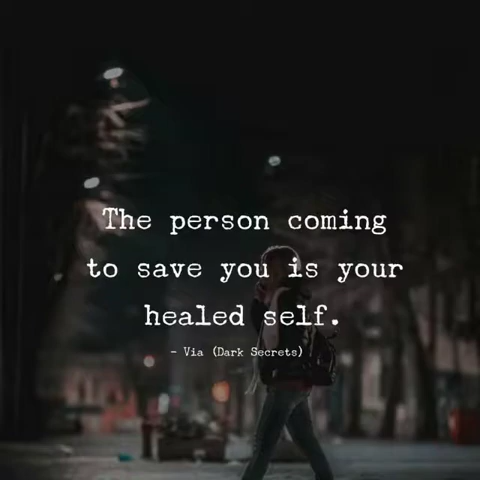 The person coming
to save you is your
healed self.
- Via (Dark Secrets)